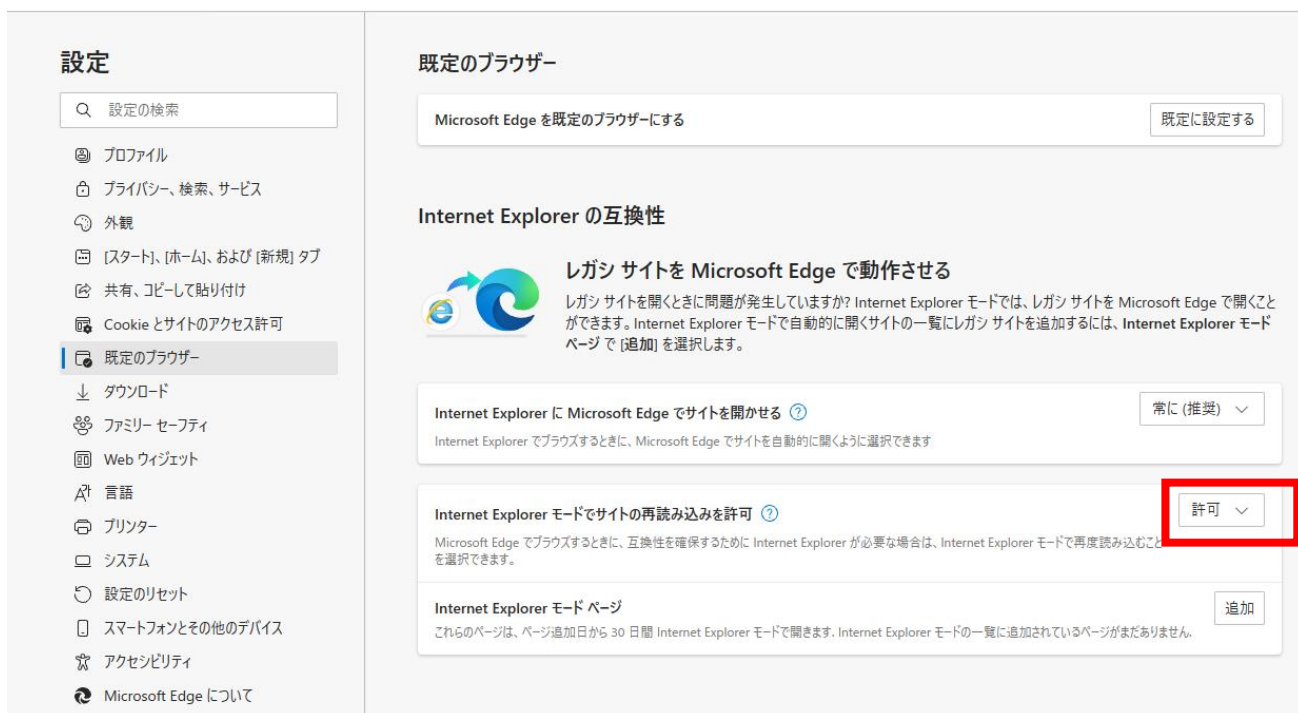 設定
設定の検索
プロファイル
プライバシー、検索、サービス
外観
[スタート]、[ホーム]、および [新規] タブ
共有、コピーして貼り付け
Cookie とサイトのアクセス許可
既定のブラウザー
ダウンロード
ファミリー セーフティ
Web ウィジェット
言語
プリンター
システム
設定のリセット
スマートフォンとその他のデバイス
アクセシビリティ
Microsoft Edge について
既定のブラウザー
Microsoft Edge を既定のブラウザーにする
既定に設定する
Internet Explorer の互換性
レガシ サイトを Microsoft Edge で動作させる
レガシ サイトを開くときに問題が発生していますか? Internet Explorer モードでは、レガシ サイトを Microsoft Edge で開くこと
ができます。Internet Explorer モードで自動的に開くサイトの一覧にレガシ サイトを追加するには、Internet Explorer モード
ページ で [追加] を選択します。
Internet Explorer に Microsoft Edge でサイトを開かせる
常に (推奨)
Internet Explorer でブラウズするときに、Microsoft Edge でサイトを自動的に開くように選択できます
Internet Explorer モードでサイトの再読み込みを許可
許可
Microsoft Edge でブラウズするときに、互換性を確保するために Internet Explorer が必要な場合は、Internet Explorer モードで再度読み込むこと
を選択できます。
Internet Explorer モード ページ
追加
これらのページは、ページ追加日から 30 日間 Internet Explorer モードで開きます. Internet Explorer モードの一覧に追加されているページがまだありません.